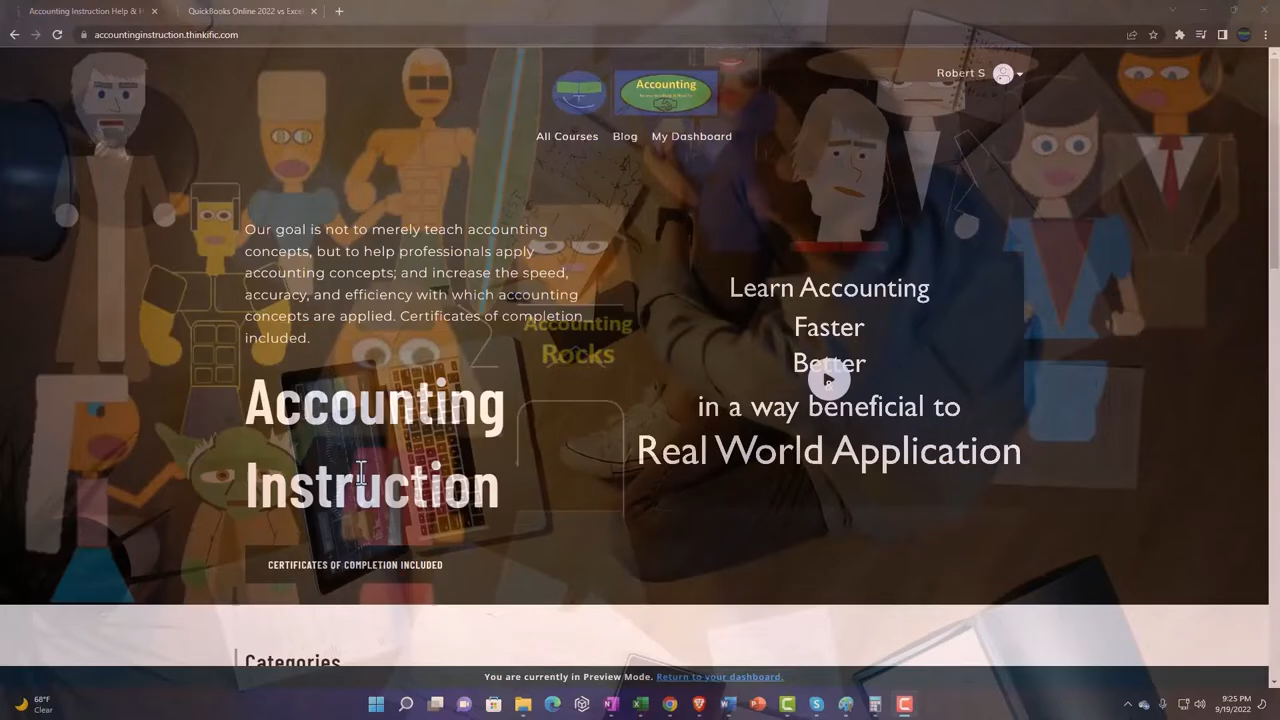 Accounting Instruction Help & H
QuickBooks Online 2022 vs Excel
accountinginstruction.thinkific.com
Robert S
Accounting
All Courses
Blog
My Dashboard
Our goal is not to merely teach accounting
concepts, but to help professionals apply
accounting concepts; and increase the speed,
accuracy, and efficiency with which accounting
concepts are applied. Certificates of completion
included.
Accounting
Instruction
CERTIFICATES OF COMPLETION INCLUDED
Accounting
Rocks
Learn Accounting
Faster
Better
&
in a way beneficial to
Real World Application
Categories
You are currently in Preview Mode. Return to your dashboard.
68°F
Clear
9:25 PM
9/19/2022